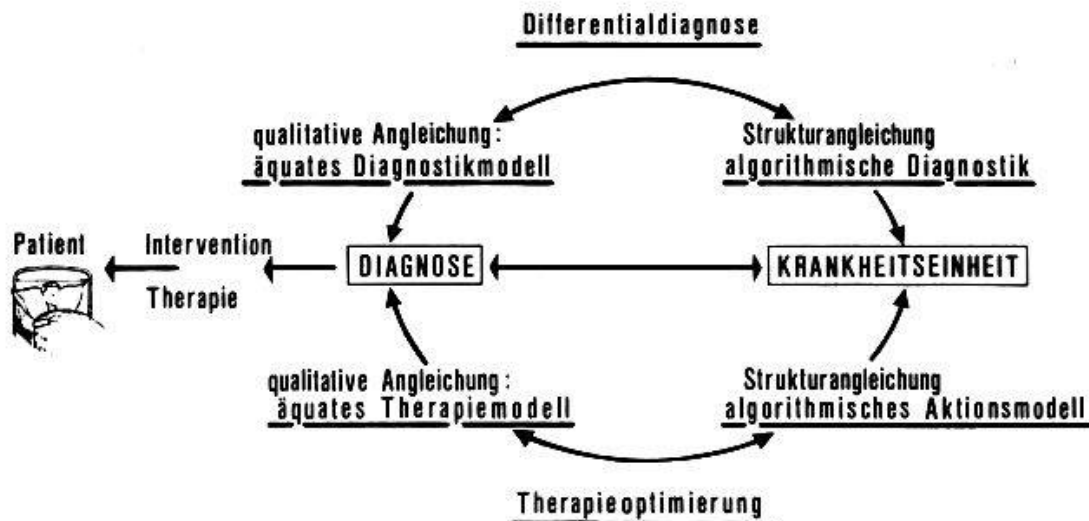 Differentialdiagnose
qualitative Angleichung:
äquates Diagnostikmodell
Strukturangleichung
algorithmische Diagnostik
Patient
Intervention
Therapie
DIAGNOSE
KRANKHEITSEINHEIT
qualitative Angleichung:
äquates Therapiemodell
Strukturangleichung
algorithmisches Aktionsmodell
Therapieoptimierung